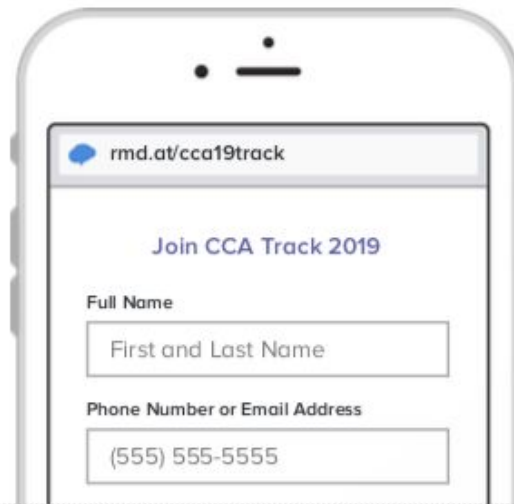 rmd.at/cca19track
Join CCA Track 2019
Full Name
First and Last Name
Phone Number or Email Address
(555) 555-5555